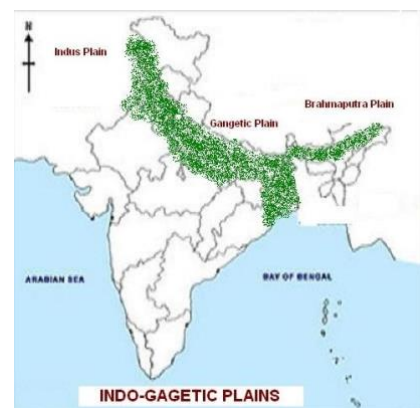 N
Indus Plain
Brahmaputra Plain
Gangetic Plain
ARABIAN SEA
BAY OF BENGAL
INDO-GAGETIC PLAINS